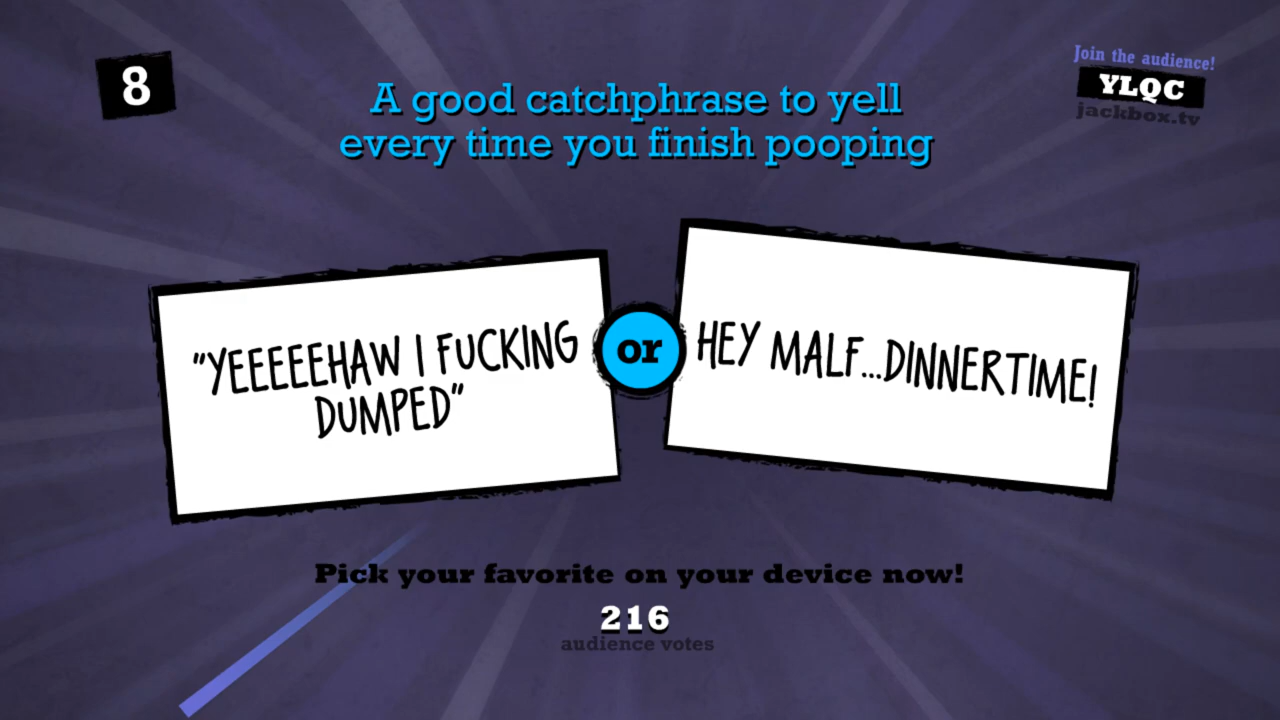 8
Join the audience!
YLQC
jackbox.tv
A good catchphrase to yell
every time you finish pooping
"YEEEEEHAW I FUCKING
DUMPED"
or
HEY MALF...DINNERTIME!
Pick your favorite on your device now!
216
audience votes